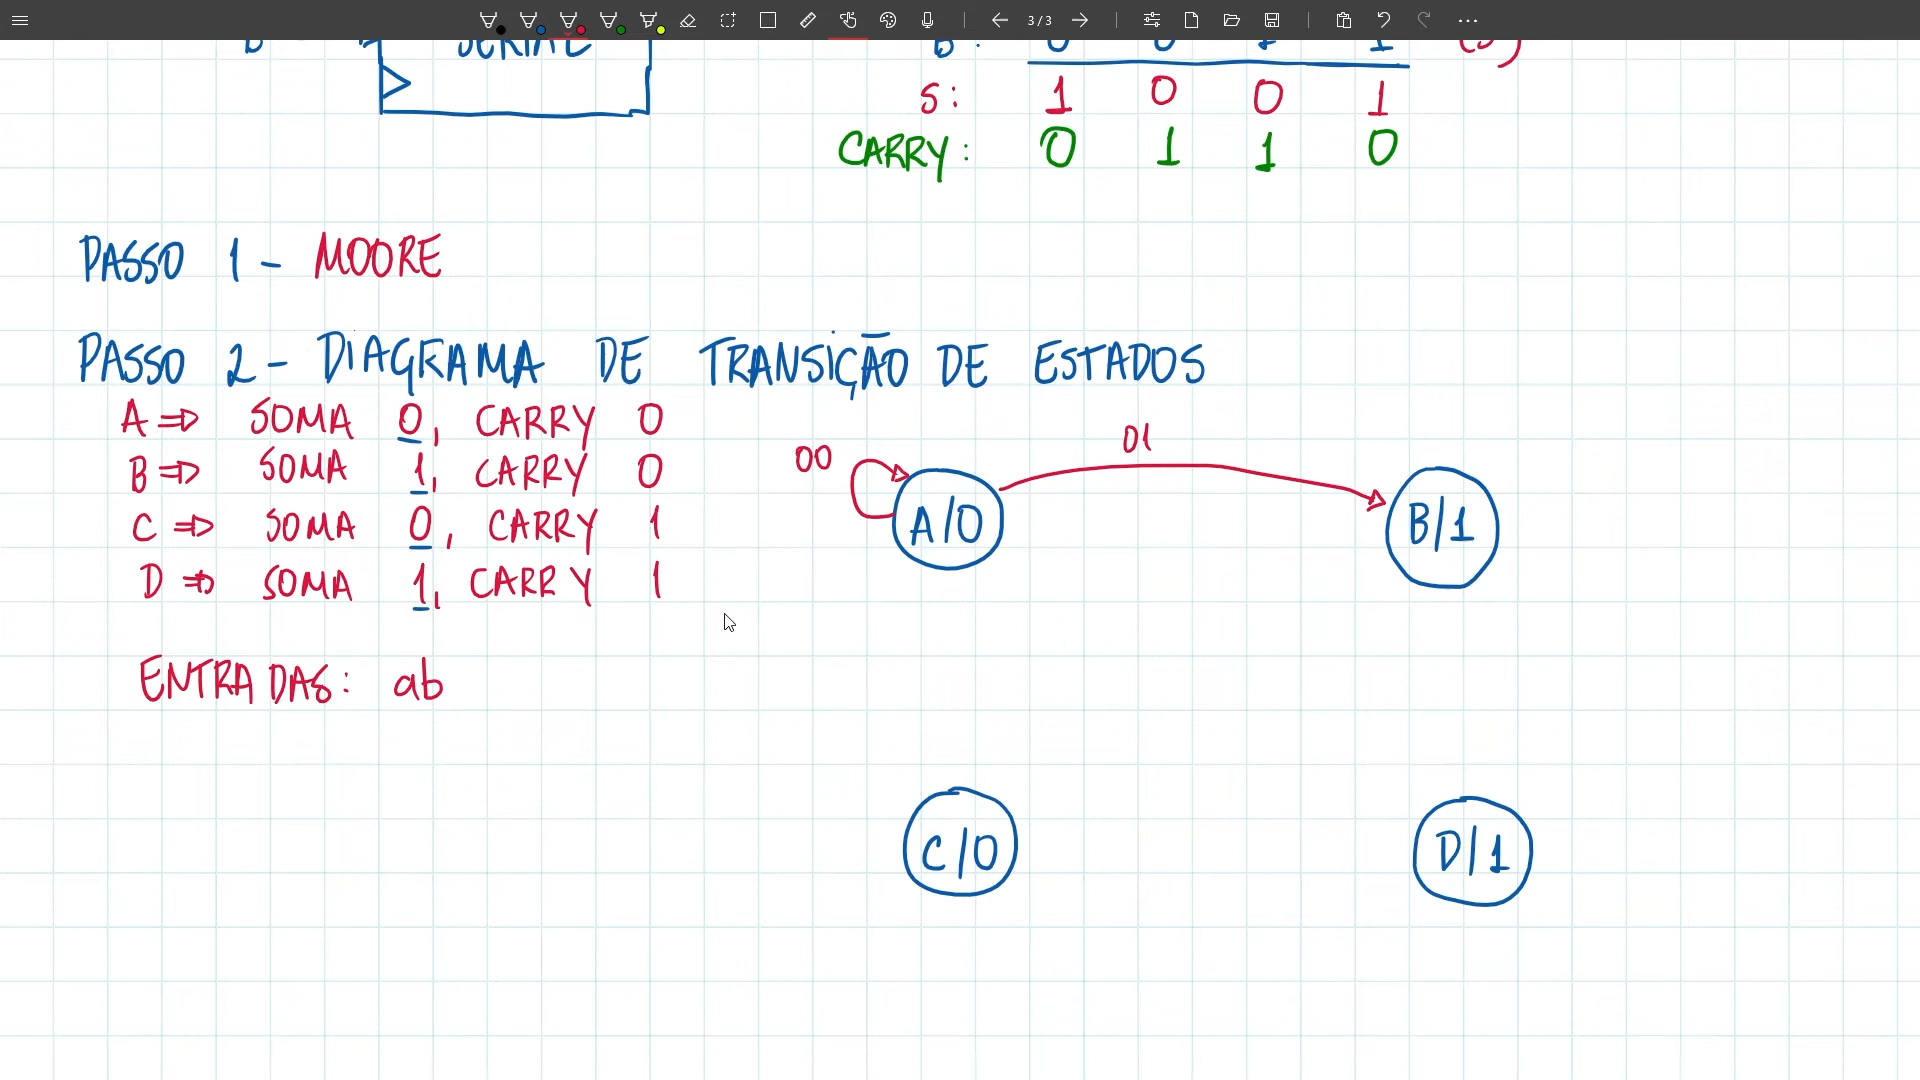 3/3
S: 1 0 0 1
CARRY: 0 1 1 0
PASSO 1 - MOORE
PASSO 2 - DIAGRAMA DE TRANSIÇÃO DE ESTADOS
A => SOMA 0, CARRY 0
B => SOMA 1, CARRY 0
C => SOMA 0, CARRY 1
D => SOMA 1, CARRY 1
ENTRADAS: ab
00
01
A/0
B/1
C/0
D/1